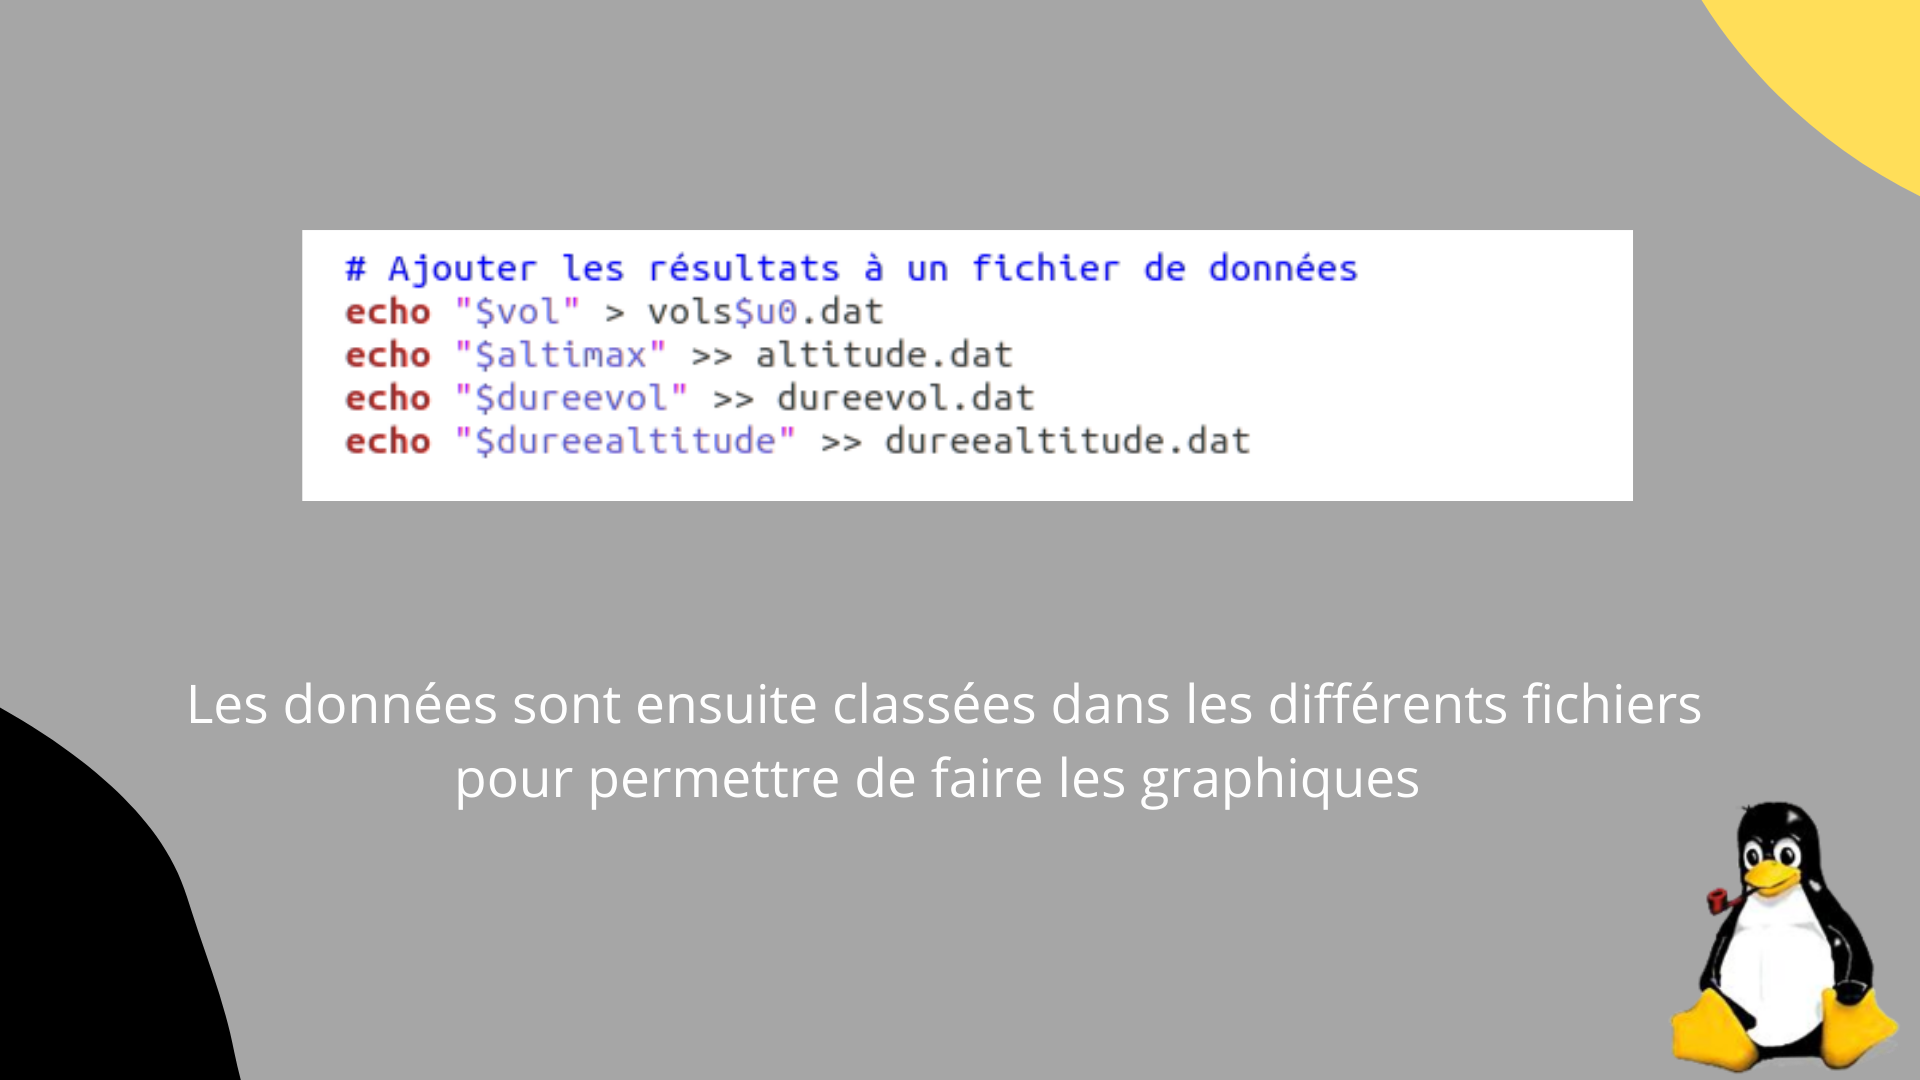 # Ajouter les résultats à un fichier de données
echo "$vol" > vols$u0.dat
echo "$altimax" >> altitude.dat
echo "$dureevol" >> dureevol.dat
echo "$dureealtitude" >> dureealtitude.dat
Les données sont ensuite classées dans les différents fichiers
pour permettre de faire les graphiques